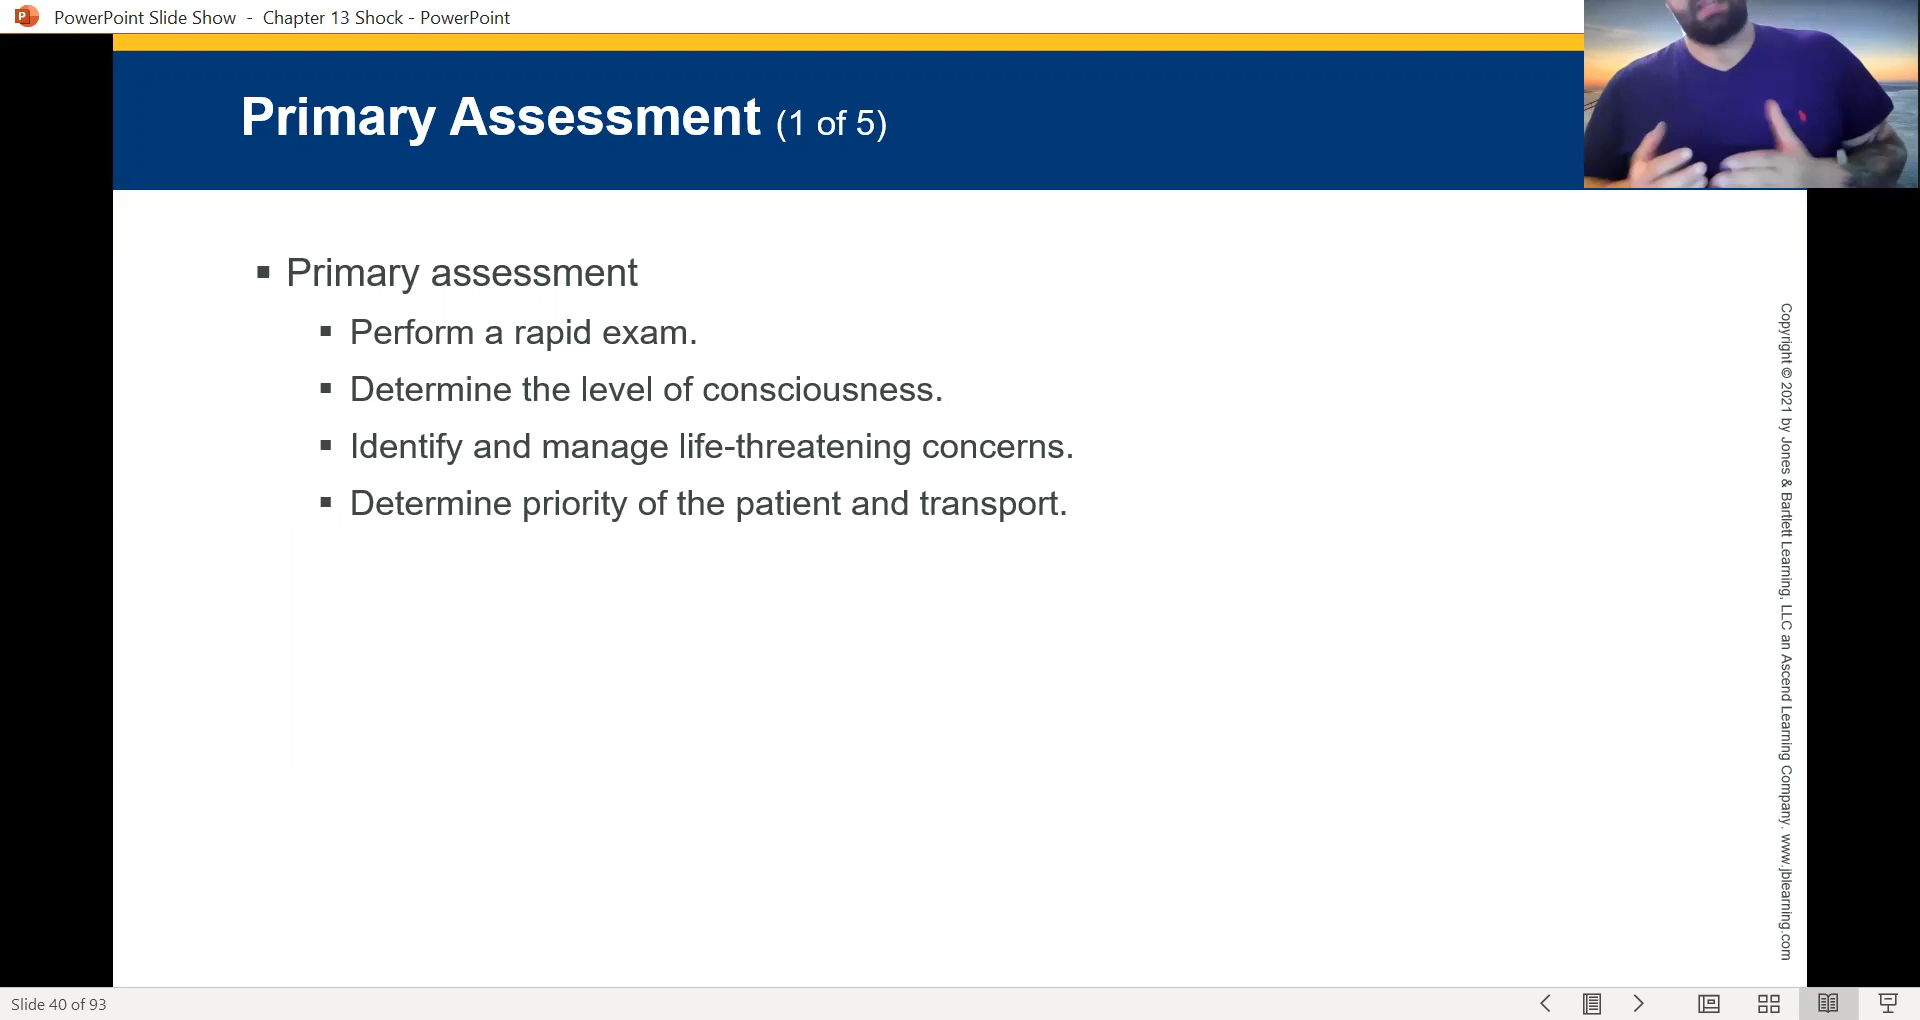 PowerPoint Slide Show - Chapter 13 Shock - PowerPoint
Primary Assessment (1 of 5)
Primary assessment
Perform a rapid exam.
Determine the level of consciousness.
Identify and manage life-threatening concerns.
Determine priority of the patient and transport.
Copyright © 2021 by Jones & Bartlett Learning, LLC an Ascend Learning Company. www.jblearning.com
Slide 40 of 93